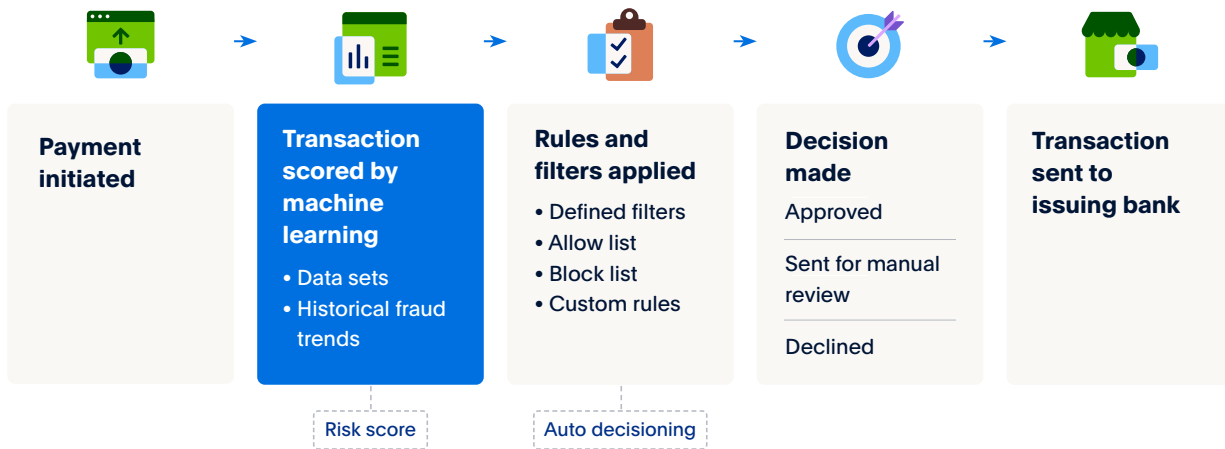 Payment
initiated
Transaction
scored by
machine
learning
• Data sets
• Historical fraud
trends
Risk score
Rules and
filters applied
• Defined filters
• Allow list
• Block list
• Custom rules
Auto decisioning
Decision
made
Approved
Sent for manual
review
Declined
Transaction
sent to
issuing bank